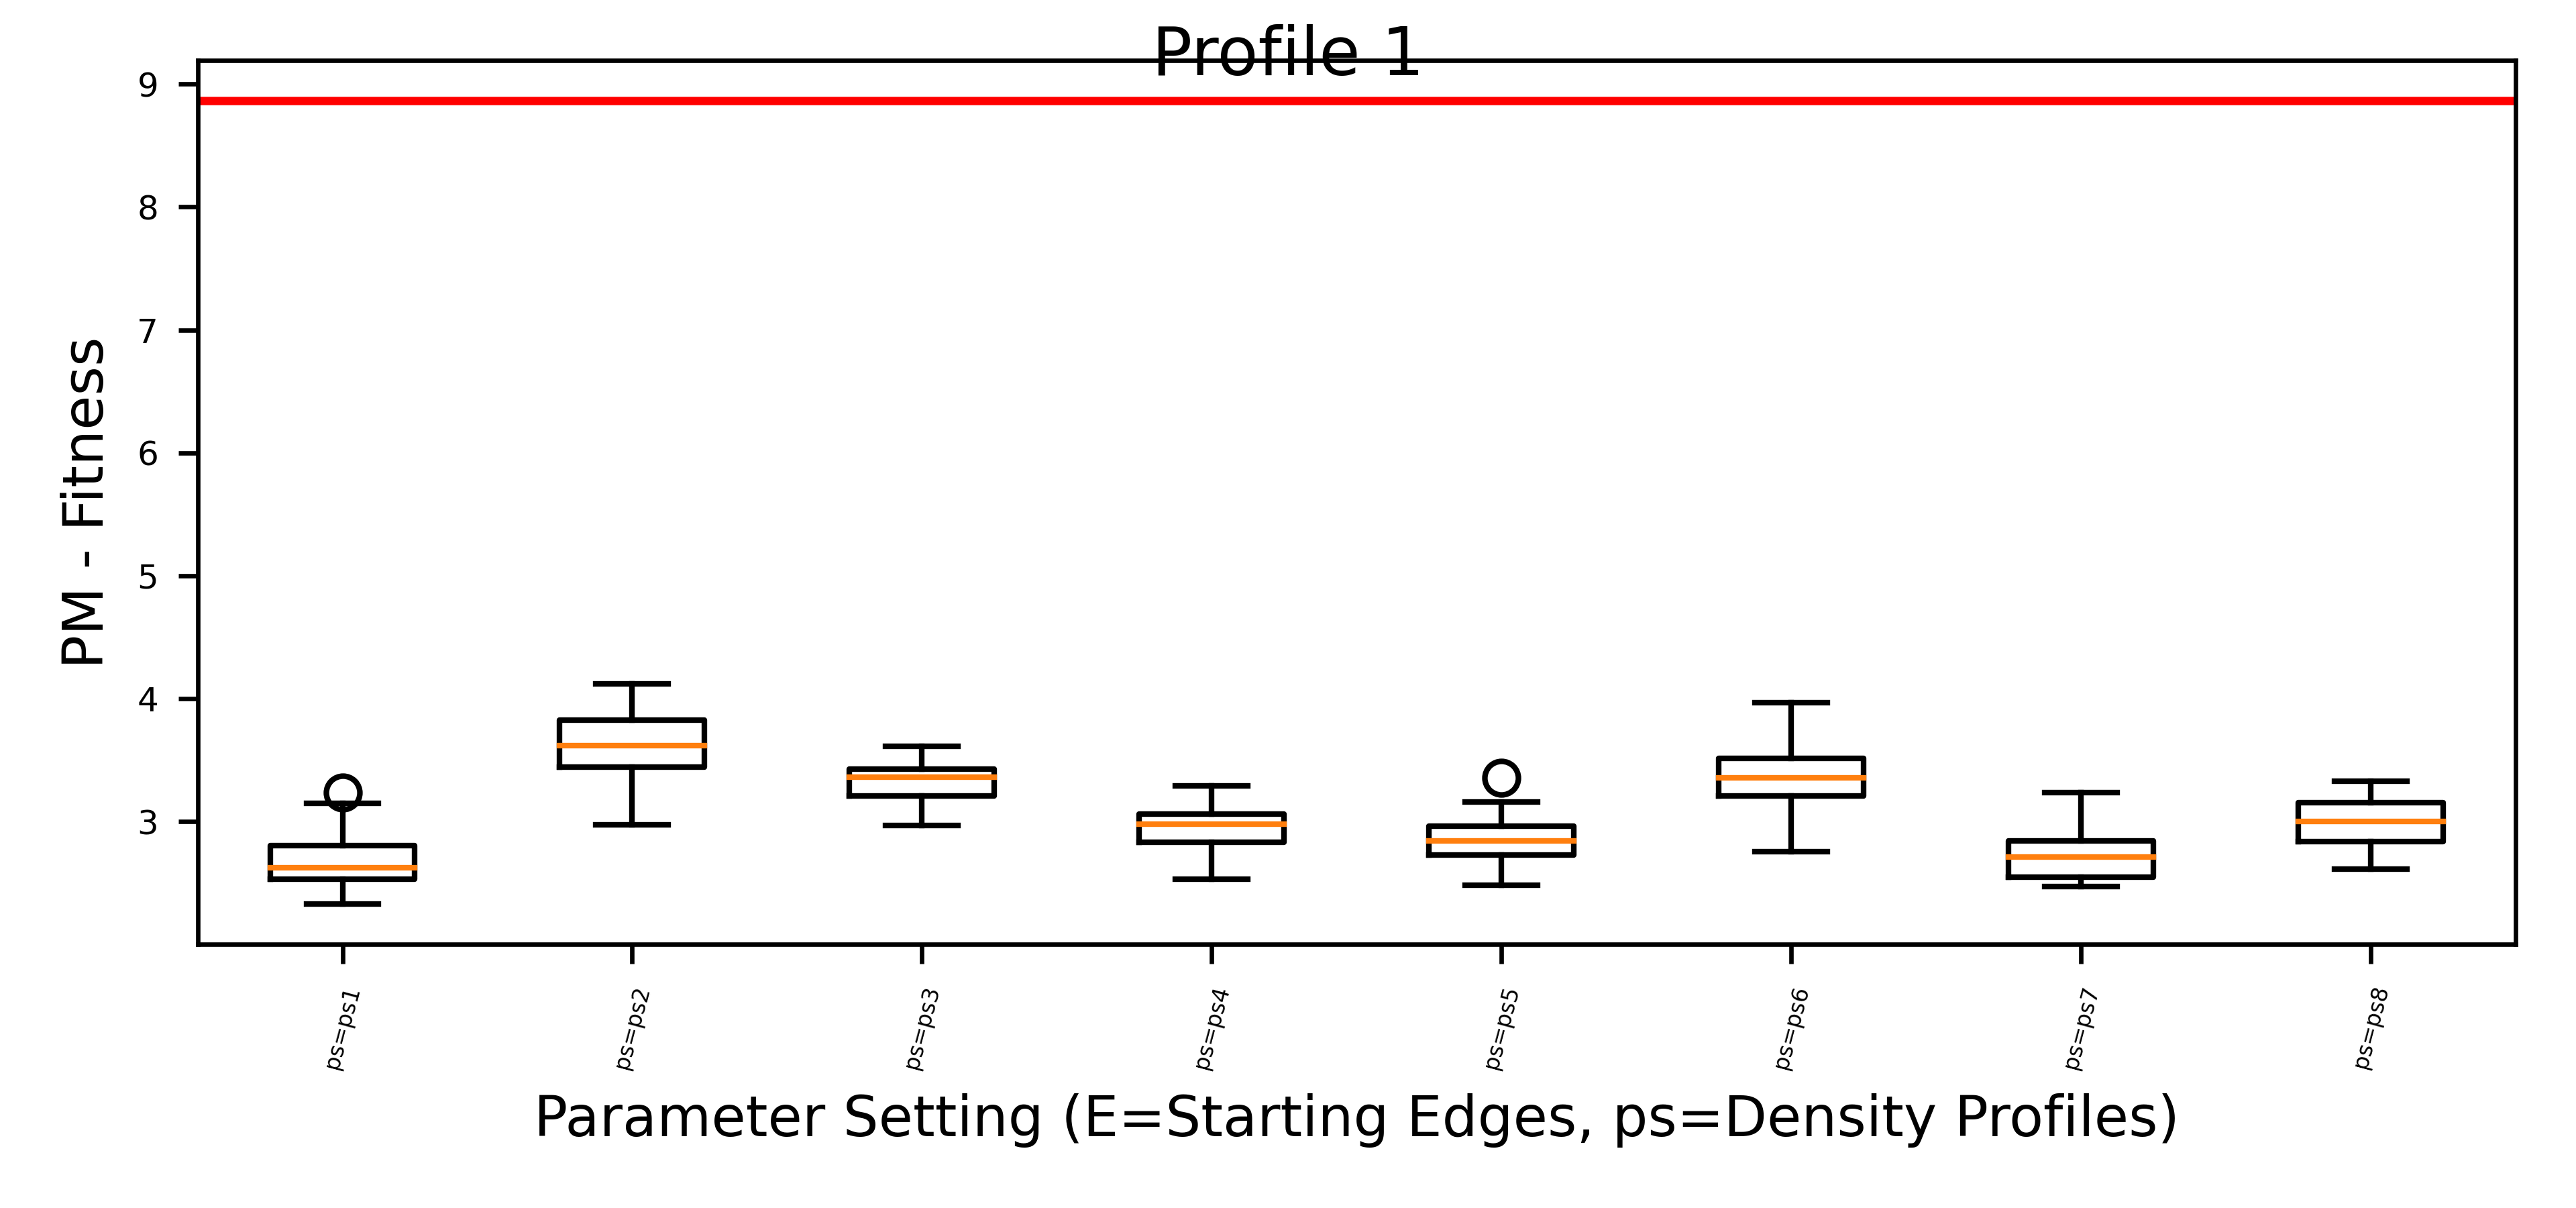 Profile 1
PM - Fitness
9
8
7
6
5
4
3
ps=ps1
ps=ps2
ps=ps3
ps=ps4
ps=ps5
ps=ps6
ps=ps7
ps=ps8
Parameter Setting (E=Starting Edges, ps=Density Profiles)